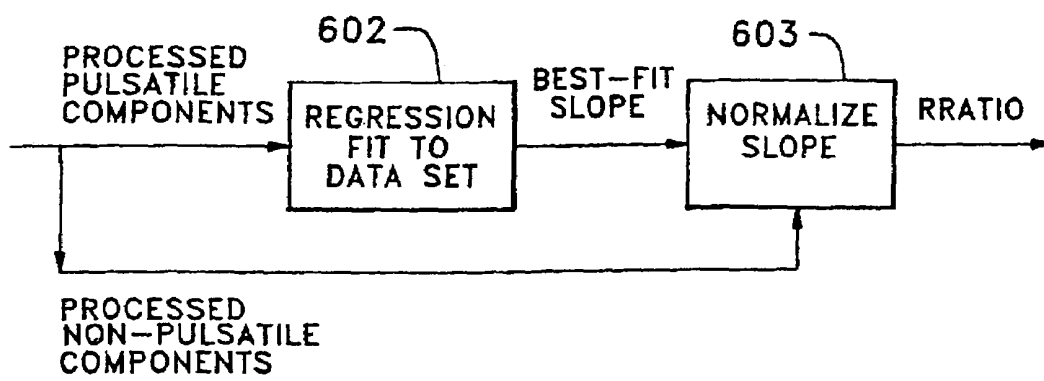 602
603
PROCESSED
PULSATILE
COMPONENTS
REGRESSION
FIT TO
DATA SET
BEST-FIT
SLOPE
NORMALIZE
SLOPE
RRATIO
PROCESSED
NON-PULSATILE
COMPONENTS